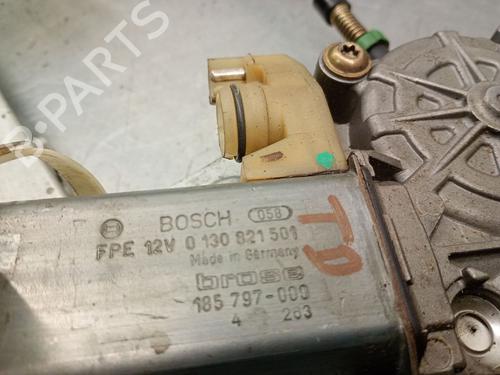 B-PARTS
BOSCH 058
FPE 12V 0 130 821 501
Made in Germany
brose
185 797-000
4 263
TD